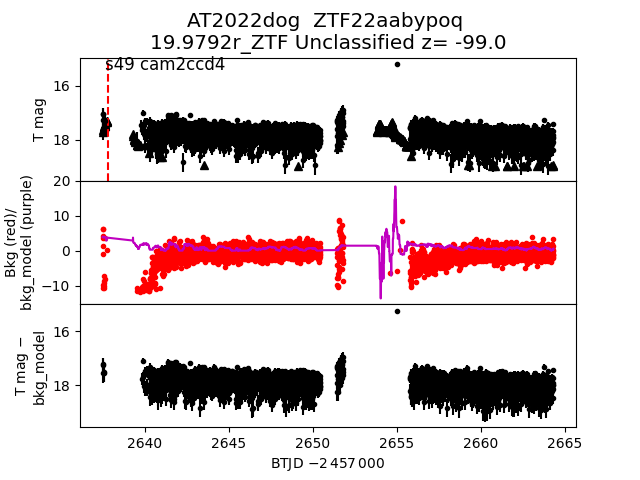 AT2022dog  ZTF22aabypoq
19.9792r_ZTF Unclassified z= -99.0
s49 cam2ccd4
T mag
16
18
Bkg (red)/
bkg_model (purple)
20
10
0
−10
T mag −
bkg_model
16
18
2640 2645 2650 2655 2660 2665
BTJD −2 457 000